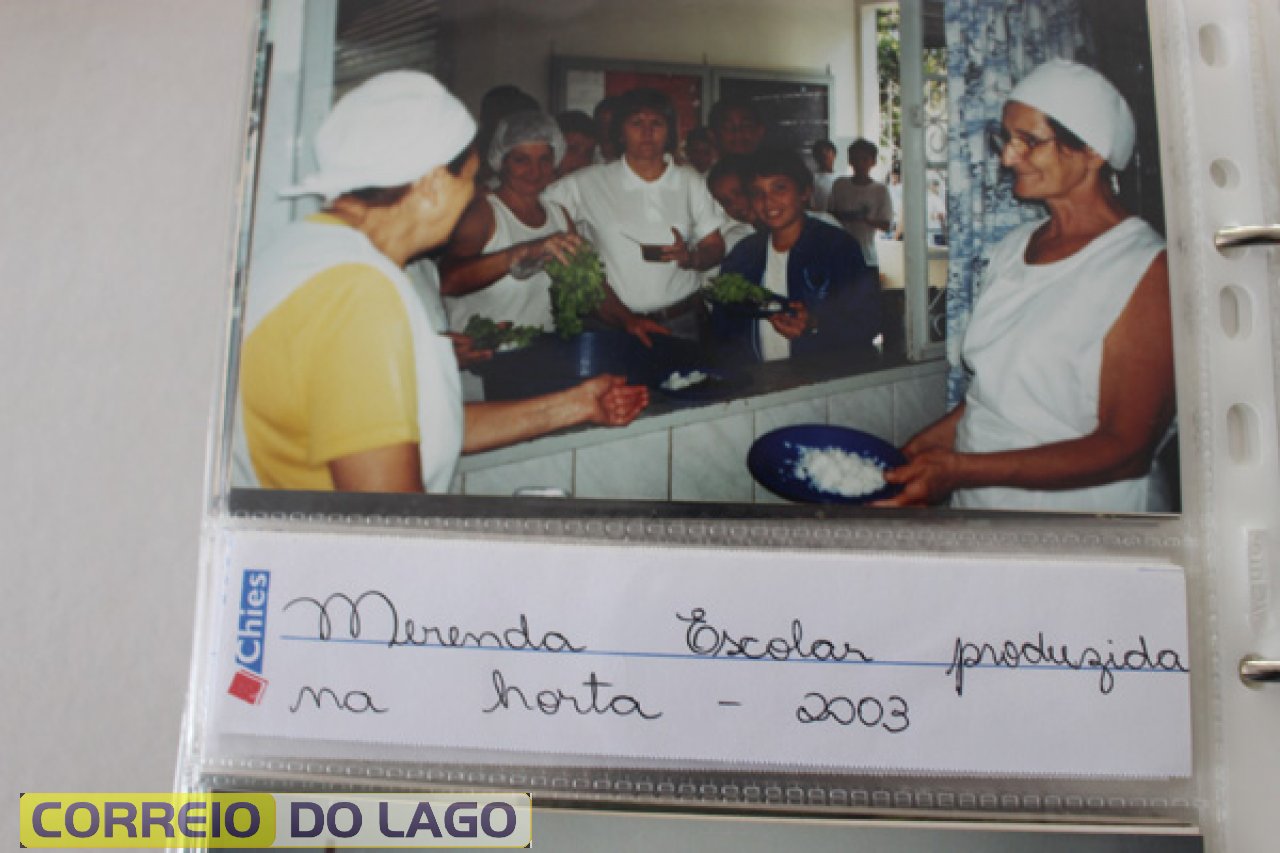 Chies
Merenda Escolar produzida
na horta - 2003
CORREIO DO LAGO